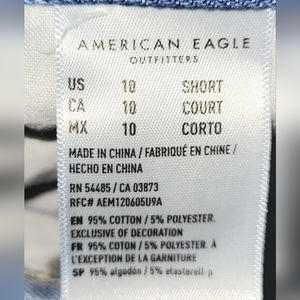 AMERICAN EAGLE
OUTFITTERS
US 10 SHORT
CA 10 COURT
MX 10 CORTO
MADE IN CHINA / FABRIQUÉ EN CHINE /
HECHO EN CHINA
RN 54485 / CA 03873
RFC# AEM120605U9A
EN 95% COTTON / 5% POLYESTER.
EXCLUSIVE OF DECORATION
FR 95% COTTON / 5% POLYESTER À
L'EXCEPTION DE LA GARNITURE
SP 95% algodón / 5%